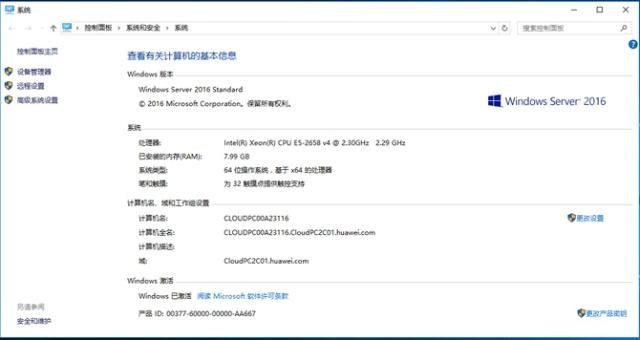 系统
控制面板 › 系统和安全 › 系统
搜索控制面板
控制面板主页
设备管理器
远程设置
高级系统设置
查看有关计算机的基本信息
Windows 版本
Windows Server 2016 Standard
© 2016 Microsoft Corporation。保留所有权利。
Windows Server 2016
系统
处理器: Intel(R) Xeon(R) CPU E5-2658 v4 @ 2.30GHz 2.29 GHz
已安装的内存(RAM): 7.99 GB
系统类型: 64 位操作系统，基于 x64 的处理器
笔和触摸: 为 32 触摸点提供触控支持
计算机名、域和工作组设置
计算机名: CLOUDPC00A23116 更改设置
计算机全名: CLOUDPC00A23116.CloudPC2C01.huawei.com
计算机描述:
域: CloudPC2C01.huawei.com
Windows 激活
Windows 已激活 阅读 Microsoft 软件许可条款
产品 ID: 00377-60000-00000-AA667 更改产品密钥
另请参阅
安全和维护